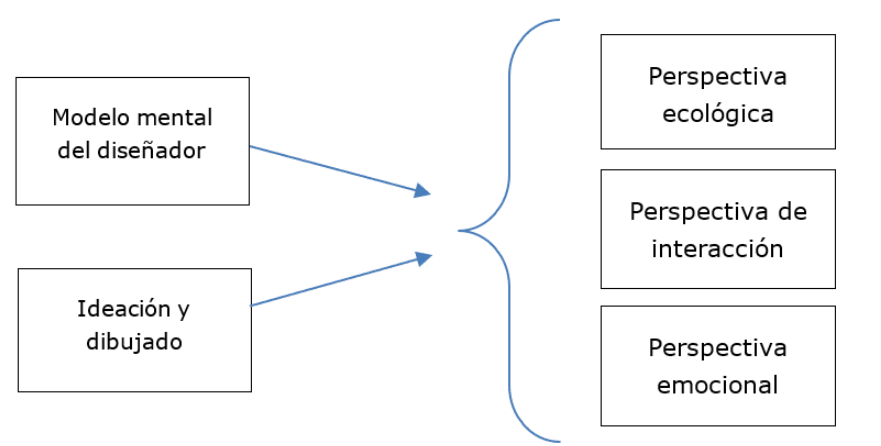 Modelo mental
del diseñador
Ideación y
dibujado
Perspectiva
ecológica
Perspectiva de
interacción
Perspectiva
emocional